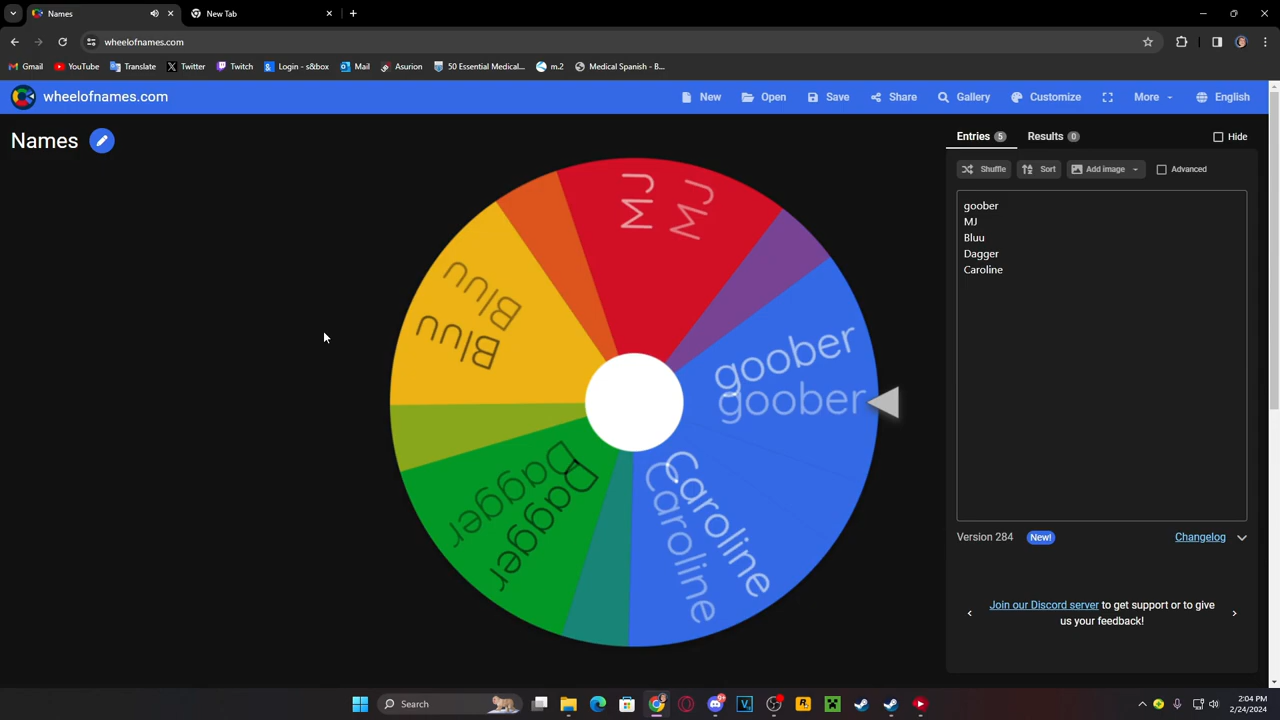 Names
New Tab
wheelofnames.com
Gmail YouTube Translate Twitter Twitch Login - s&box Mail Asurion 50 Essential Medical... m.2 Medical Spanish - B...
wheelofnames.com New Open Save Share Gallery Customize More English
Names
Entries 5 Results 0 Hide
Shuffle Sort Add image Advanced
goober
MJ
Bluu
Dagger
Caroline
MJ
MJ
Bluu
Bluu
goober
goober
Dagger
Dagger
Caroline
Caroline
Version 284 New! Changelog
Join our Discord server to get support or to give
us your feedback!
Search
9+
2:04 PM
2/24/2024